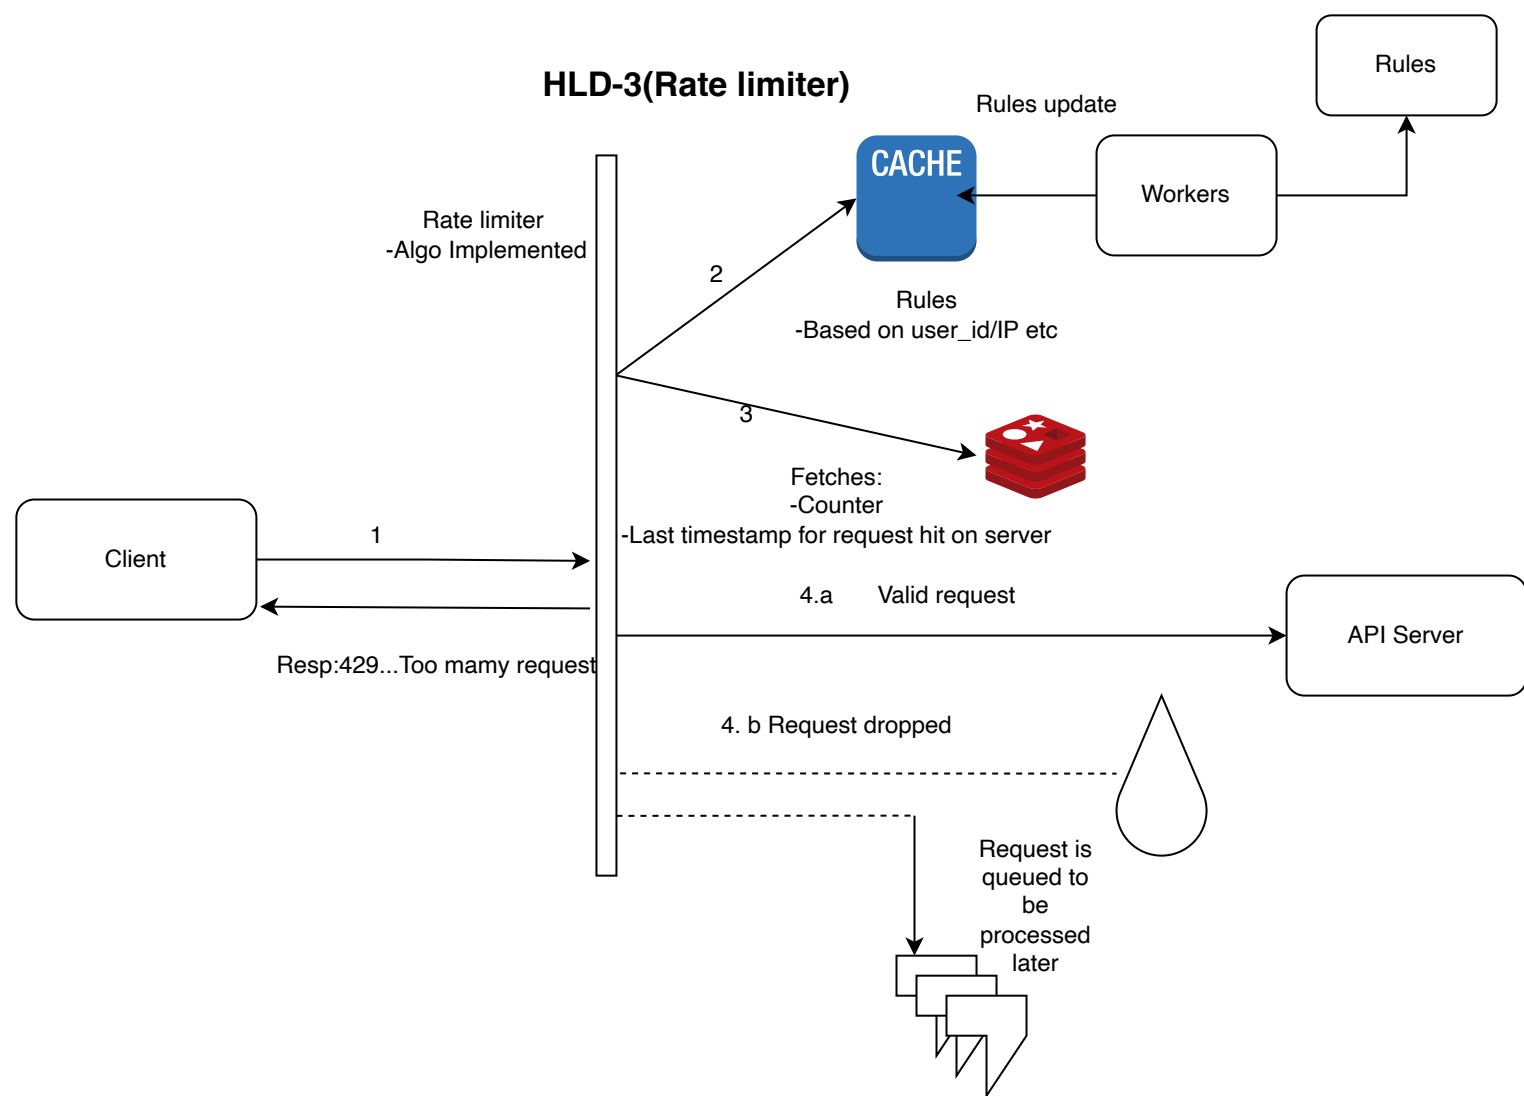 HLD-3(Rate limiter)
Rules
Rules update
CACHE
Workers
Rate limiter
-Algo Implemented
2
Rules
-Based on user_id/IP etc
3
Fetches:
-Counter
-Last timestamp for request hit on server
1
Client
4.a Valid request
API Server
Resp:429...Too mamy request
4. b Request dropped
Request is
queued to
be
processed
later